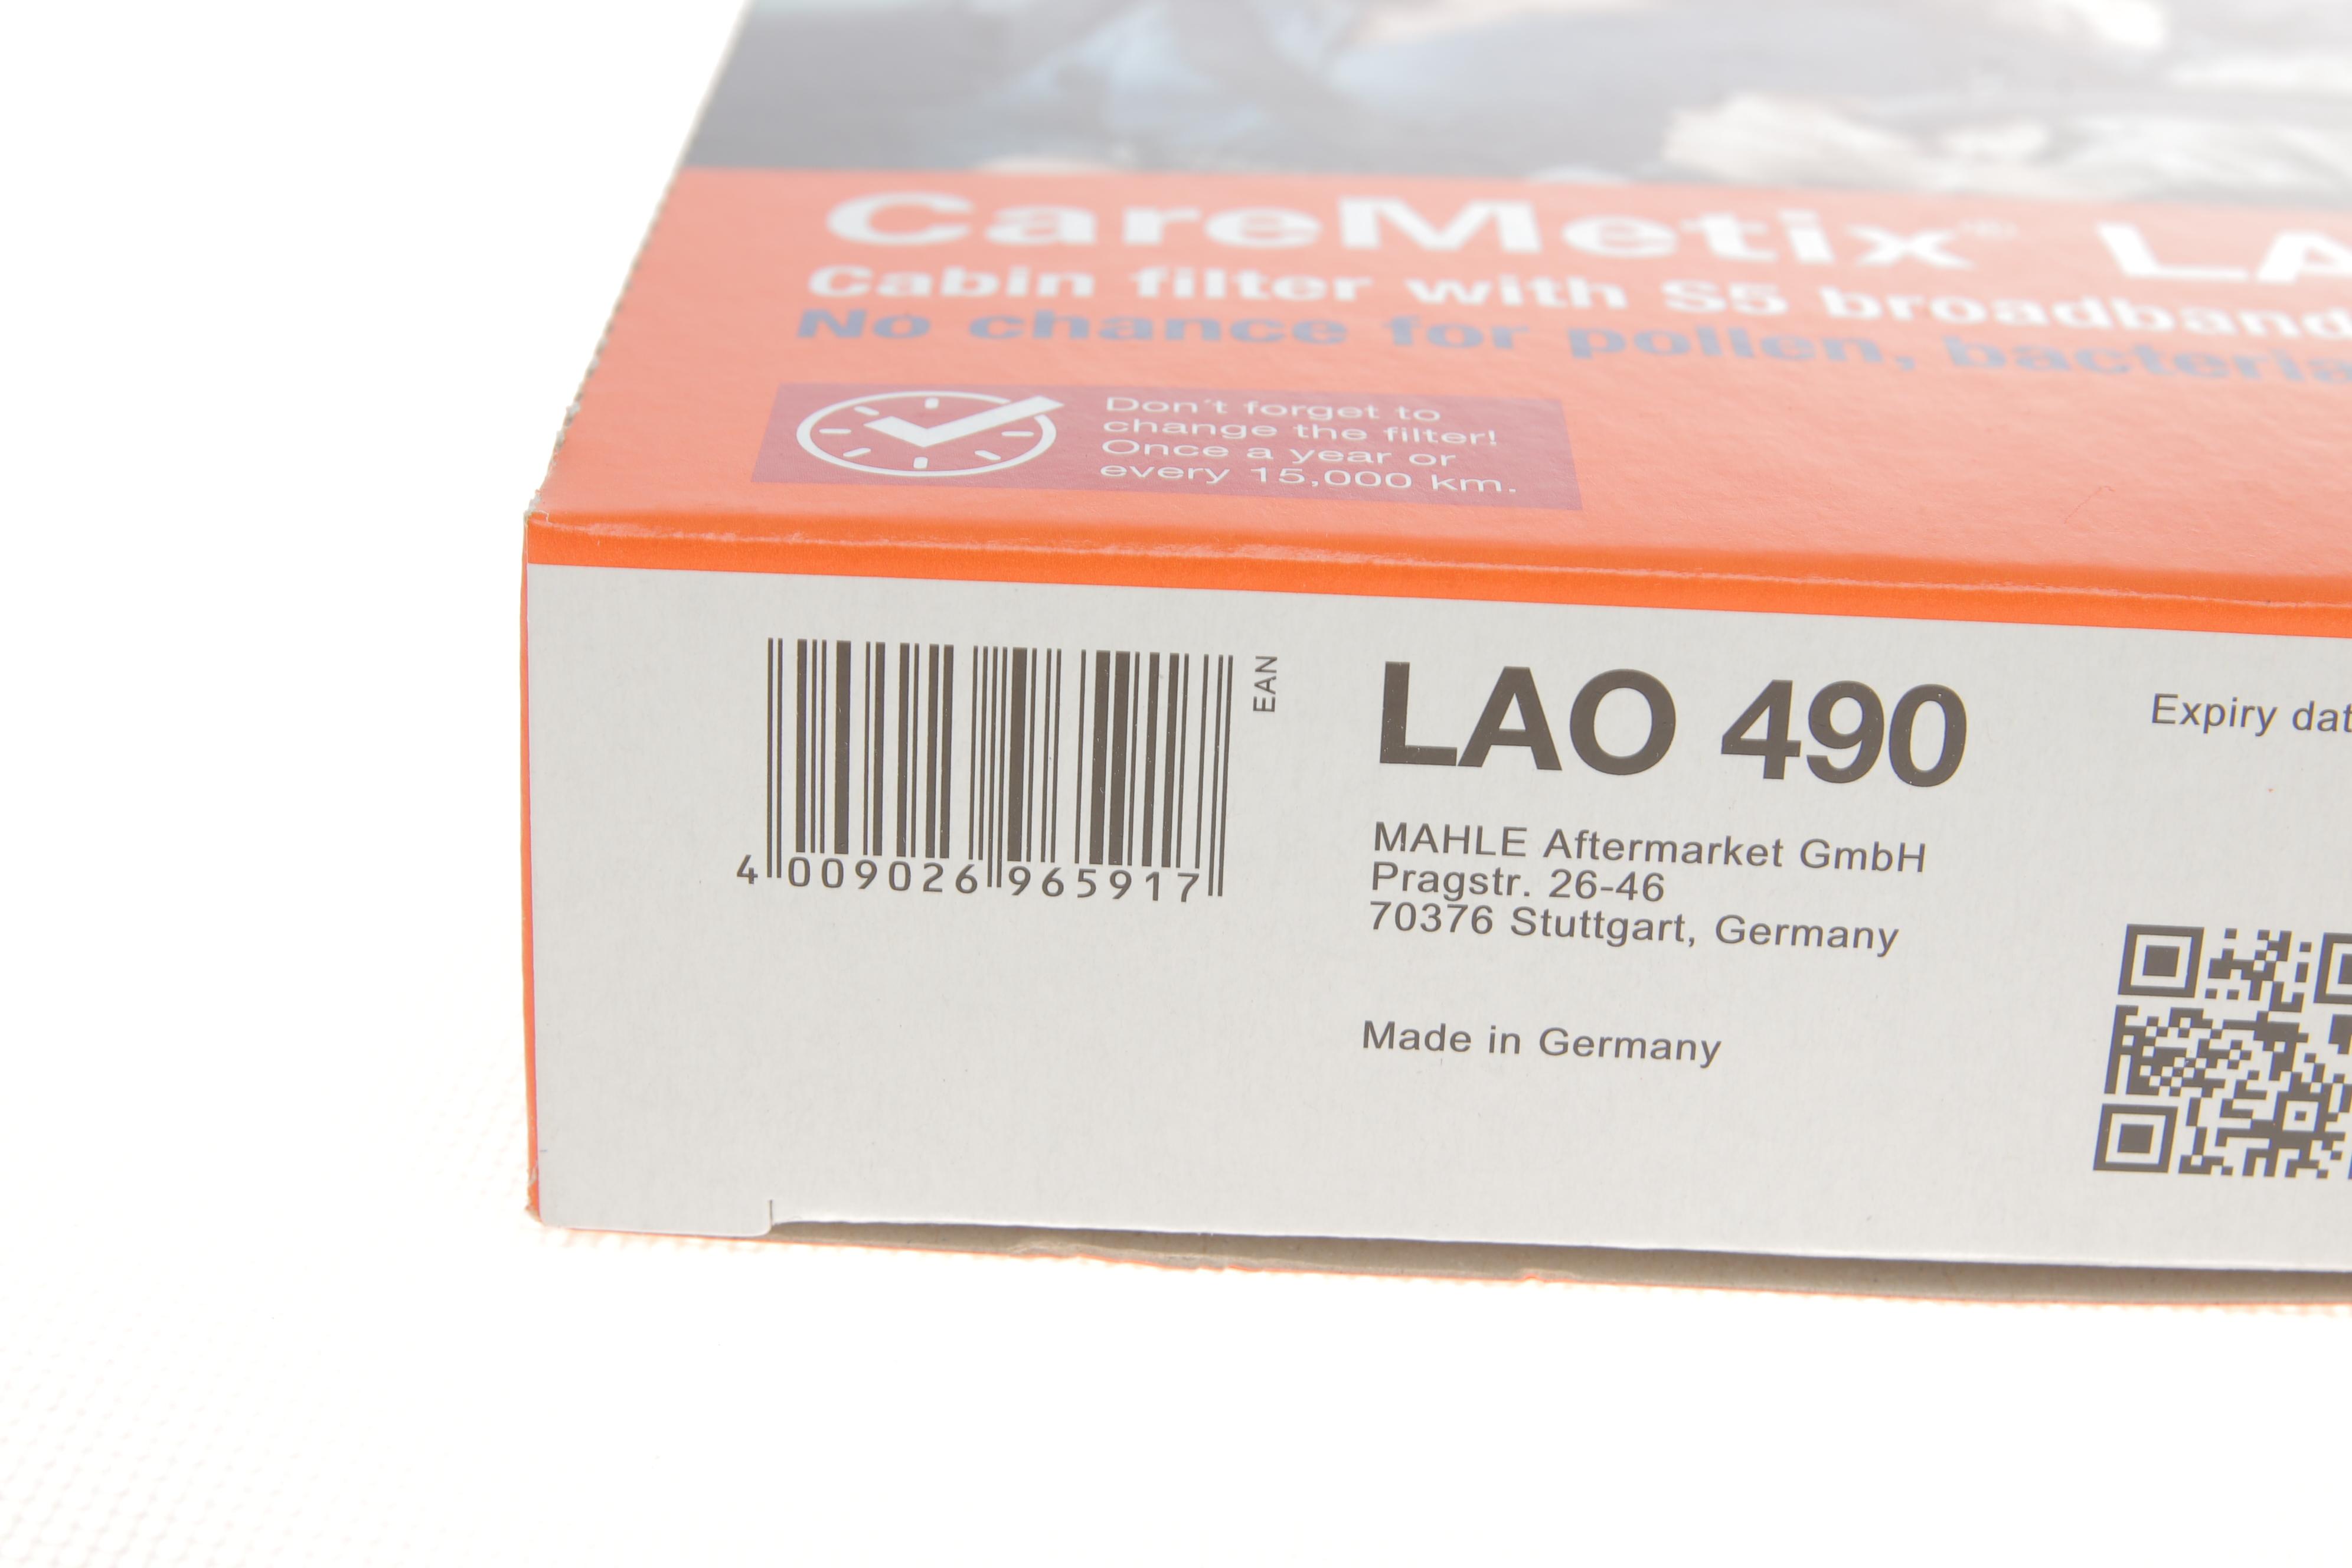 CareMetix® LA
Cabin filter with S5 broadband
No chance for pollen, bacteria
Don't forget to
change the filter!
Once a year or
every 15,000 km.
4 009026 965917
EAN
LAO 490
MAHLE Aftermarket GmbH
Pragstr. 26-46
70376 Stuttgart, Germany
Made in Germany
Expiry dat